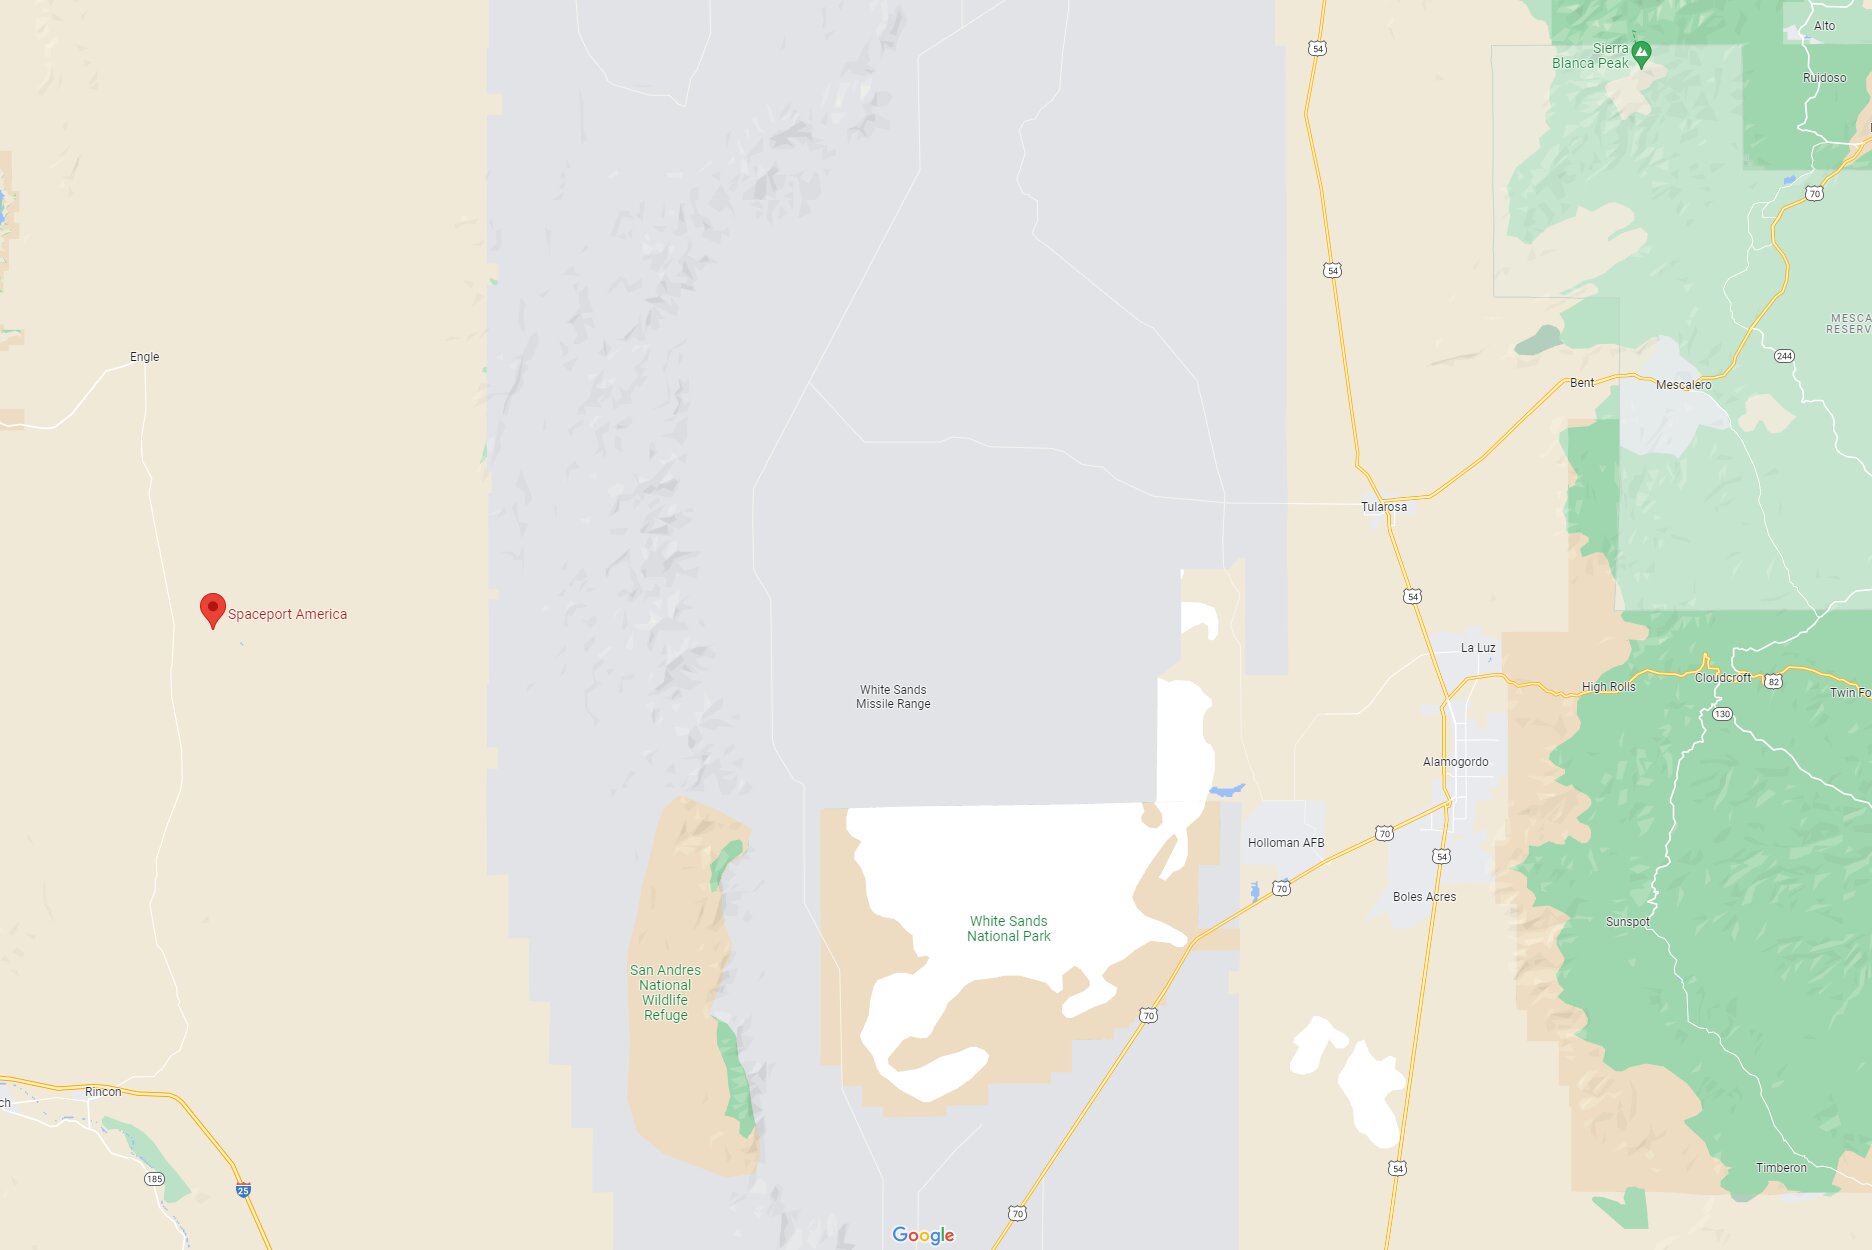 Alto
Sierra
Blanca Peak
54
Ruidoso
70
54
MESCA
RESERV
Engle
244
Bent
Mescalero
Tularosa
54
Spaceport America
La Luz
Cloudcroft
82
High Rolls
Twin Fo
White Sands
Missile Range
130
Alamogordo
70
Holloman AFB
54
70
Boles Acres
White Sands
National Park
Sunspot
San Andres
National
Wildlife
Refuge
70
Rincon
ch
54
Timberon
185
25
70
Google